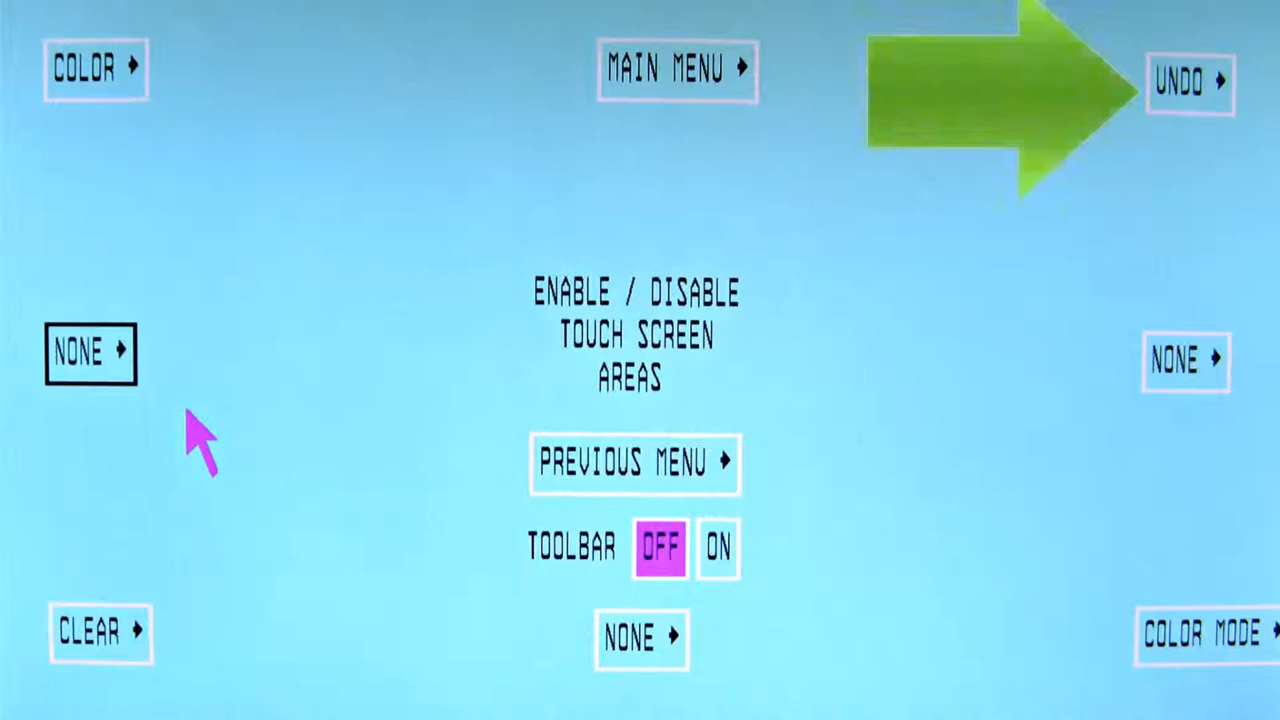 COLOR
MAIN MENU
UNDO
ENABLE / DISABLE
TOUCH SCREEN
AREAS
NONE
NONE
PREVIOUS MENU
TOOLBAR OFF ON
CLEAR
NONE
COLOR MODE